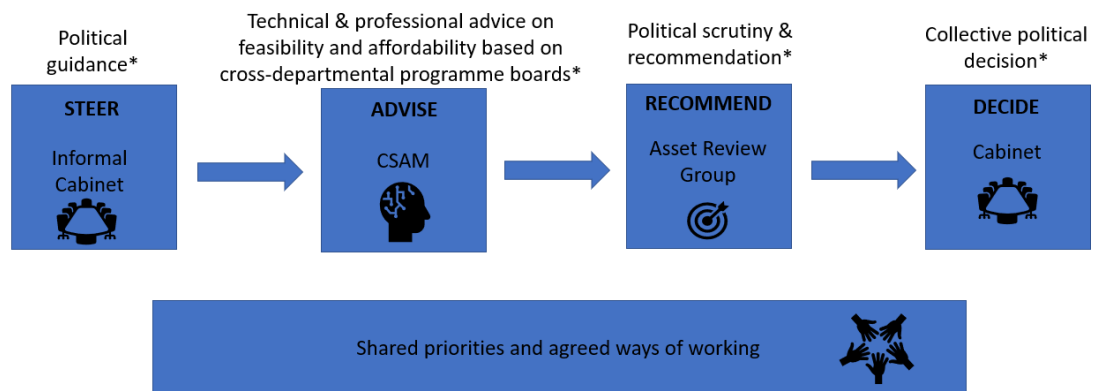 Political
guidance*
STEER
Informal
Cabinet
Technical & professional advice on
feasibility and affordability based on
cross-departmental programme boards*
ADVISE
CSAM
Political scrutiny &
recommendation*
RECOMMEND
Asset Review
Group
Collective political
decision*
DECIDE
Cabinet
Shared priorities and agreed ways of working